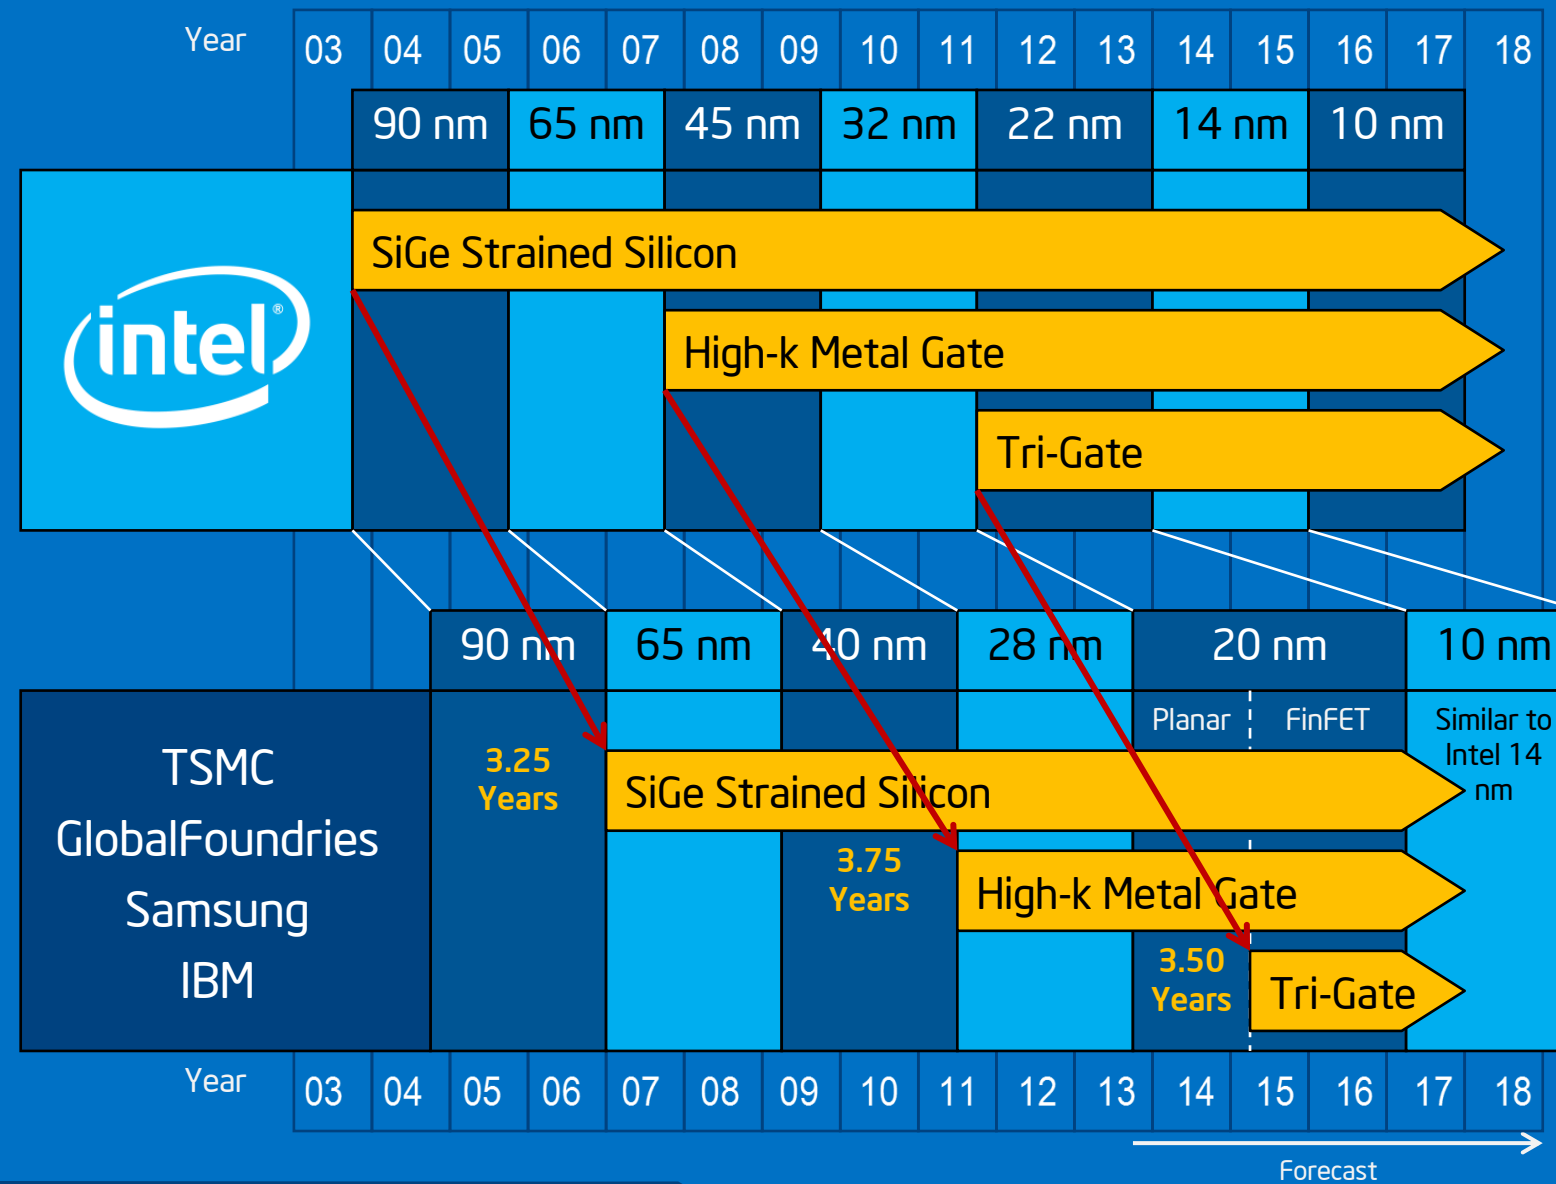 Year 03 04 05 06 07 08 09 10 11 12 13 14 15 16 17 18
90 nm 65 nm 45 nm 32 nm 22 nm 14 nm 10 nm
intel®
SiGe Strained Silicon
High-k Metal Gate
Tri-Gate
90 nm 65 nm 40 nm 28 nm 20 nm 10 nm
Planar FinFET
Similar to
Intel 14
nm
TSMC
GlobalFoundries
Samsung
IBM
3.25
Years
SiGe Strained Silicon
3.75
Years
High-k Metal Gate
3.50
Years
Tri-Gate
Year 03 04 05 06 07 08 09 10 11 12 13 14 15 16 17 18
Forecast